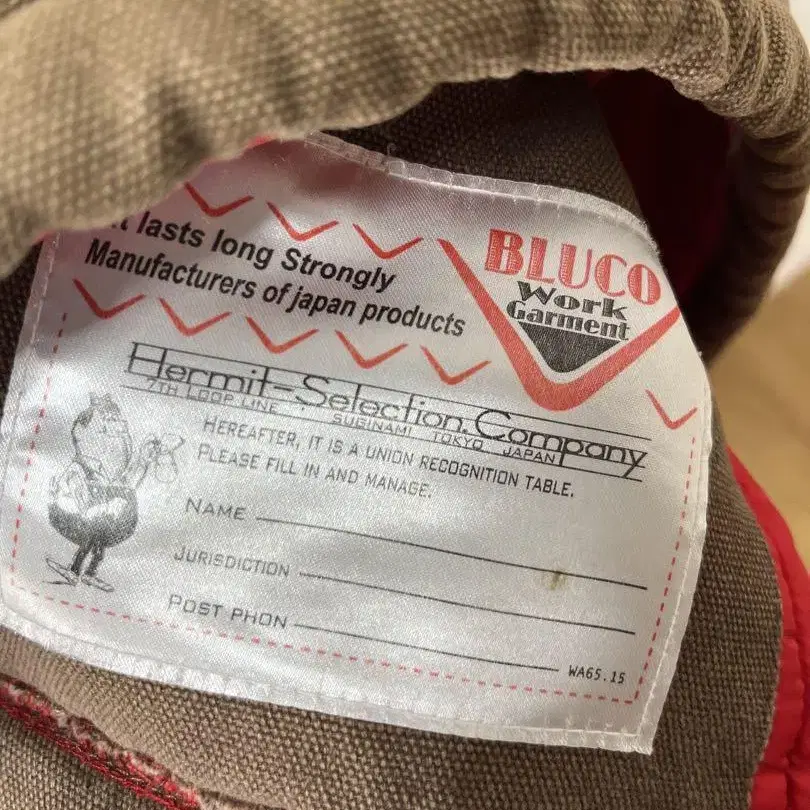 It lasts long Strongly
Manufacturers of japan products
BLUCO
Work
Garment
Hermit-Selection.Company
7TH LOOP LINE · SUGINAMI TOKYO JAPAN
HEREAFTER, IT IS A UNION RECOGNITION TABLE.
PLEASE FILL IN AND MANAGE.
NAME
JURISDICTION
POST PHON
WA65.15